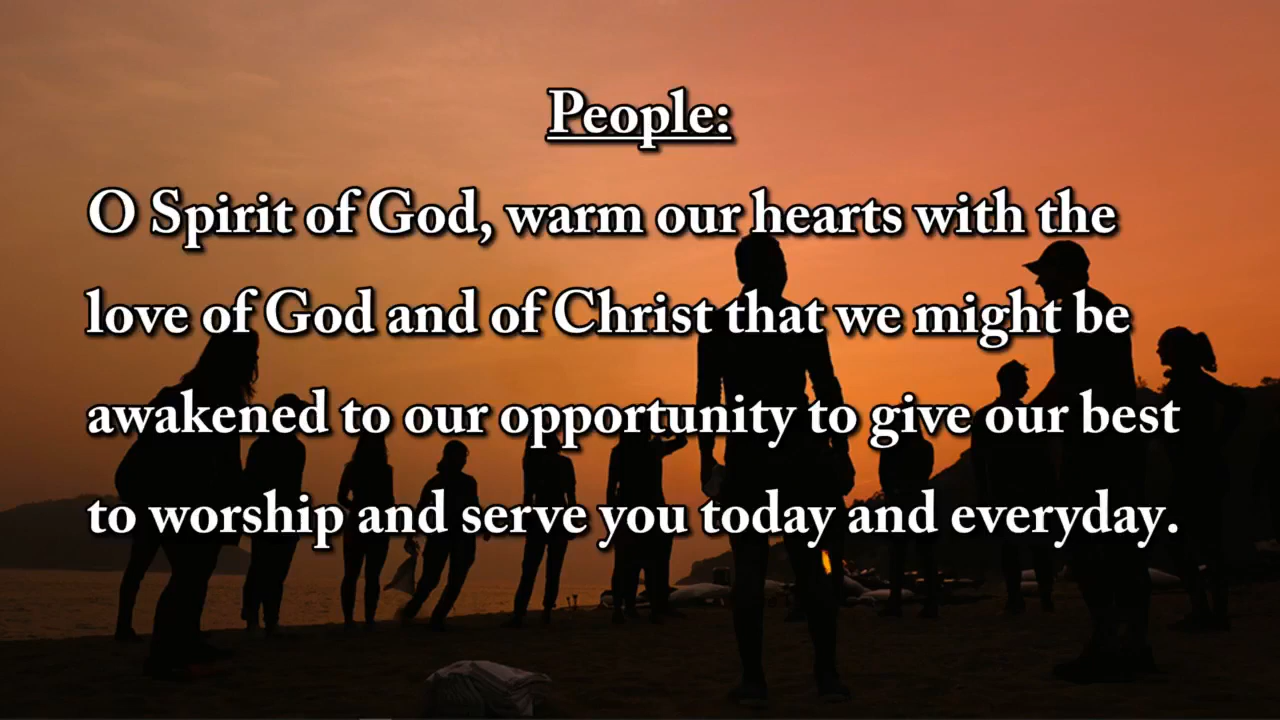 People:
O Spirit of God, warm our hearts with the
love of God and of Christ that we might be
awakened to our opportunity to give our best
to worship and serve you today and everyday.